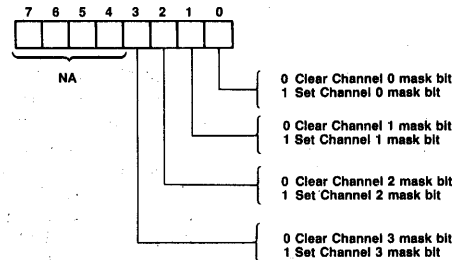 7 6 5 4 3 2 1 0
NA
0 Clear Channel 0 mask bit
1 Set Channel 0 mask bit
0 Clear Channel 1 mask bit
1 Set Channel 1 mask bit
0 Clear Channel 2 mask bit
1 Set Channel 2 mask bit
0 Clear Channel 3 mask bit
1 Set Channel 3 mask bit